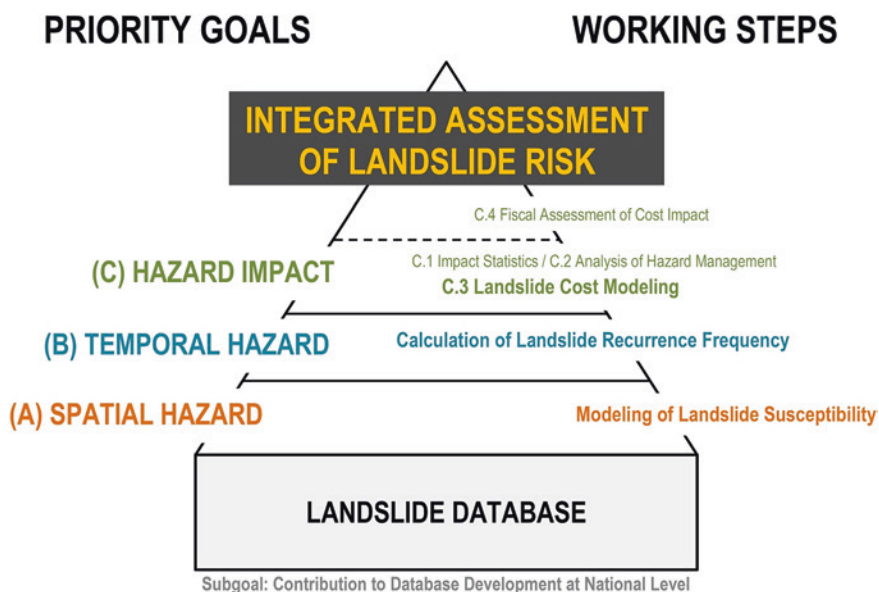 PRIORITY GOALS
WORKING STEPS
INTEGRATED ASSESSMENT
OF LANDSLIDE RISK
C.4 Fiscal Assessment of Cost Impact
(C) HAZARD IMPACT
C.1 Impact Statistics / C.2 Analysis of Hazard Management
C.3 Landslide Cost Modeling
(B) TEMPORAL HAZARD
Calculation of Landslide Recurrence Frequency
(A) SPATIAL HAZARD
Modeling of Landslide Susceptibility
LANDSLIDE DATABASE
Subgoal: Contribution to Database Development at National Level